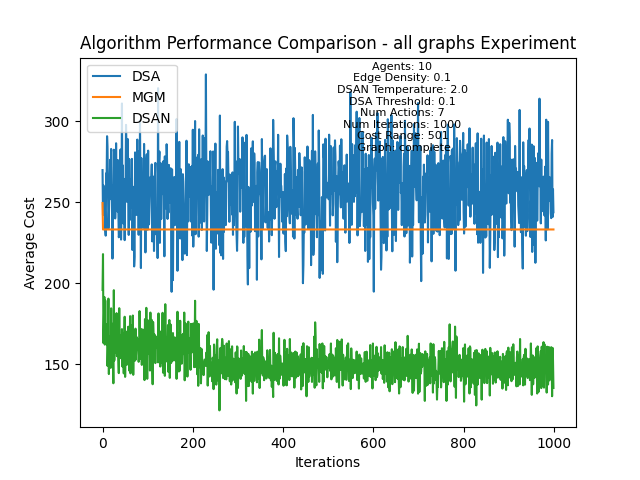 Algorithm Performance Comparison - all graphs Experiment
DSA
MGM
DSAN
Agents: 10
Edge Density: 0.1
DSAN Temperature: 2.0
DSA Threshold: 0.1
Num Actions: 7
Num Iterations: 1000
Cost Range: 501
Graph: complete
Average Cost
300
250
200
150
0
200
400
600
800
1000
Iterations